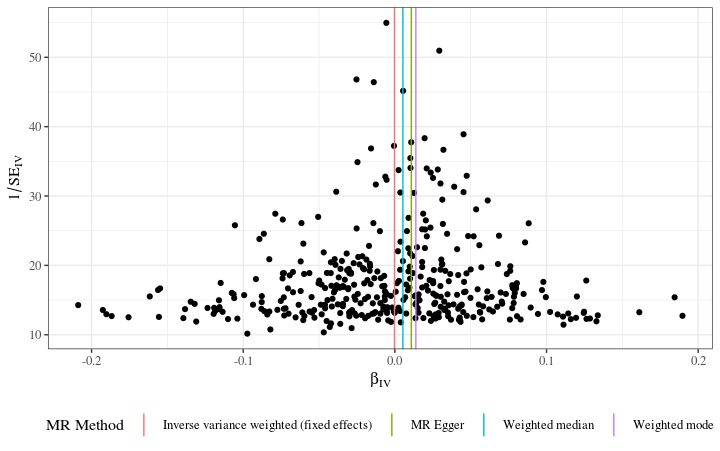 50
40
30
20
10
1/SE_IV
-0.2 -0.1 0.0 0.1 0.2
β_IV
MR Method Inverse variance weighted (fixed effects) MR Egger Weighted median Weighted mode